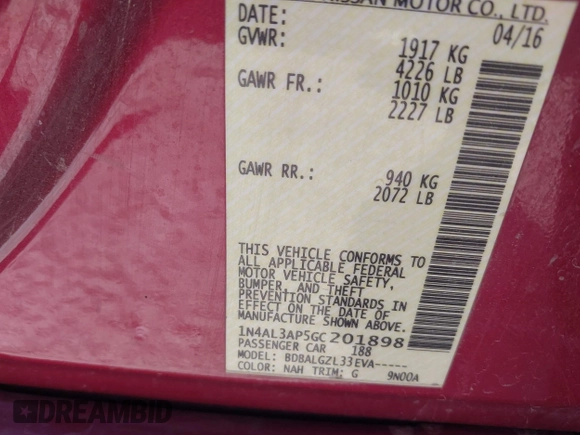 NISSAN MOTOR CO., LTD.
DATE: 04/16
GVWR: 1917 KG
4226 LB
GAWR FR.: 1010 KG
2227 LB
GAWR RR.: 940 KG
2072 LB
THIS VEHICLE CONFORMS TO
ALL APPLICABLE FEDERAL
MOTOR VEHICLE SAFETY,
BUMPER, AND THEFT
PREVENTION STANDARDS IN
EFFECT ON THE DATE OF
MANUFACTURE SHOWN ABOVE.
1N4AL3AP5GC201898
PASSENGER CAR 188
MODEL: BDBALGZL33EVA-----
COLOR: NAH TRIM: G 9N00A
DREAMBID